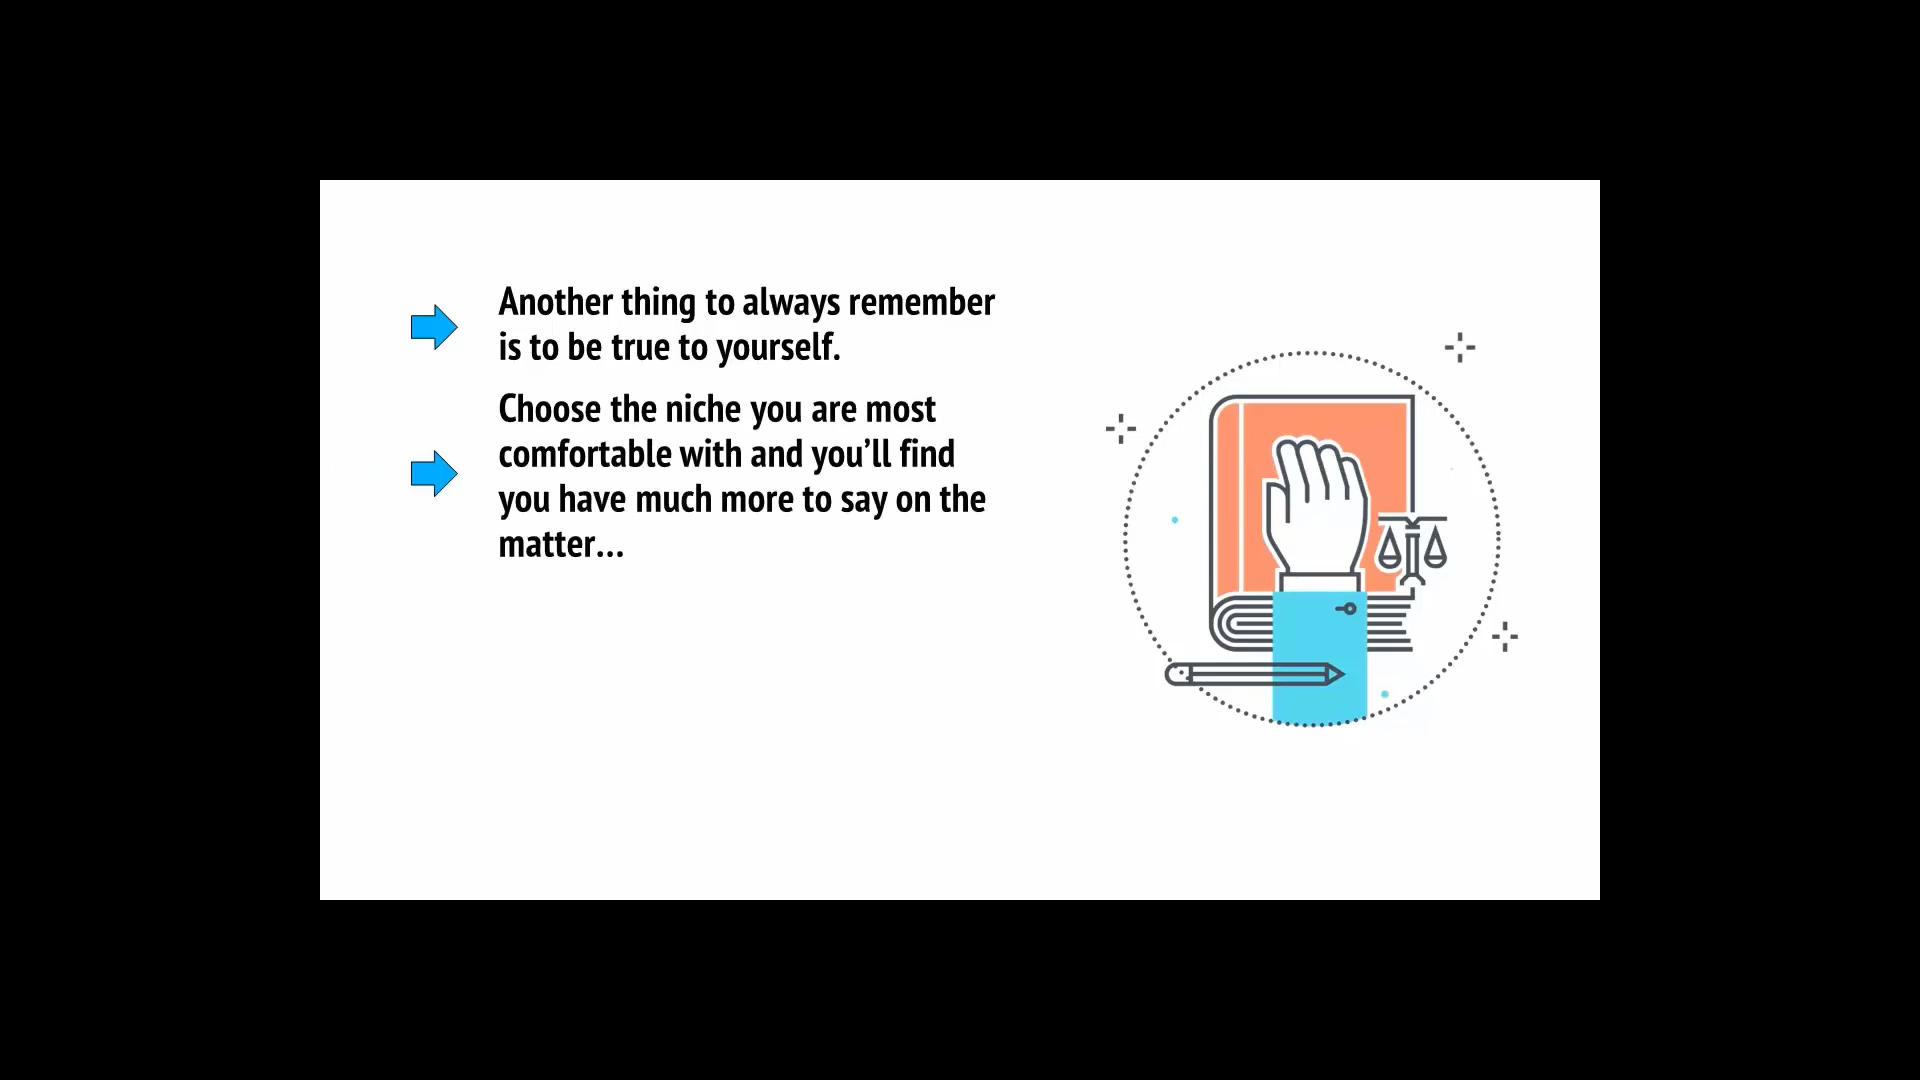 Another thing to always remember
is to be true to yourself.
Choose the niche you are most
comfortable with and you’ll find
you have much more to say on the
matter…